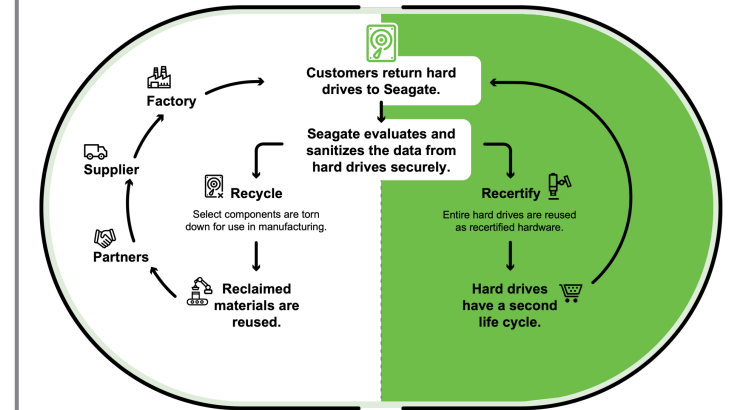 Customers return hard
drives to Seagate.
Factory
Seagate evaluates and
sanitizes the data from
hard drives securely.
Supplier
Recycle
Select components are torn
down for use in manufacturing.
Recertify
Entire hard drives are reused
as recertified hardware.
Partners
Reclaimed
materials are
reused.
Hard drives
have a second
life cycle.